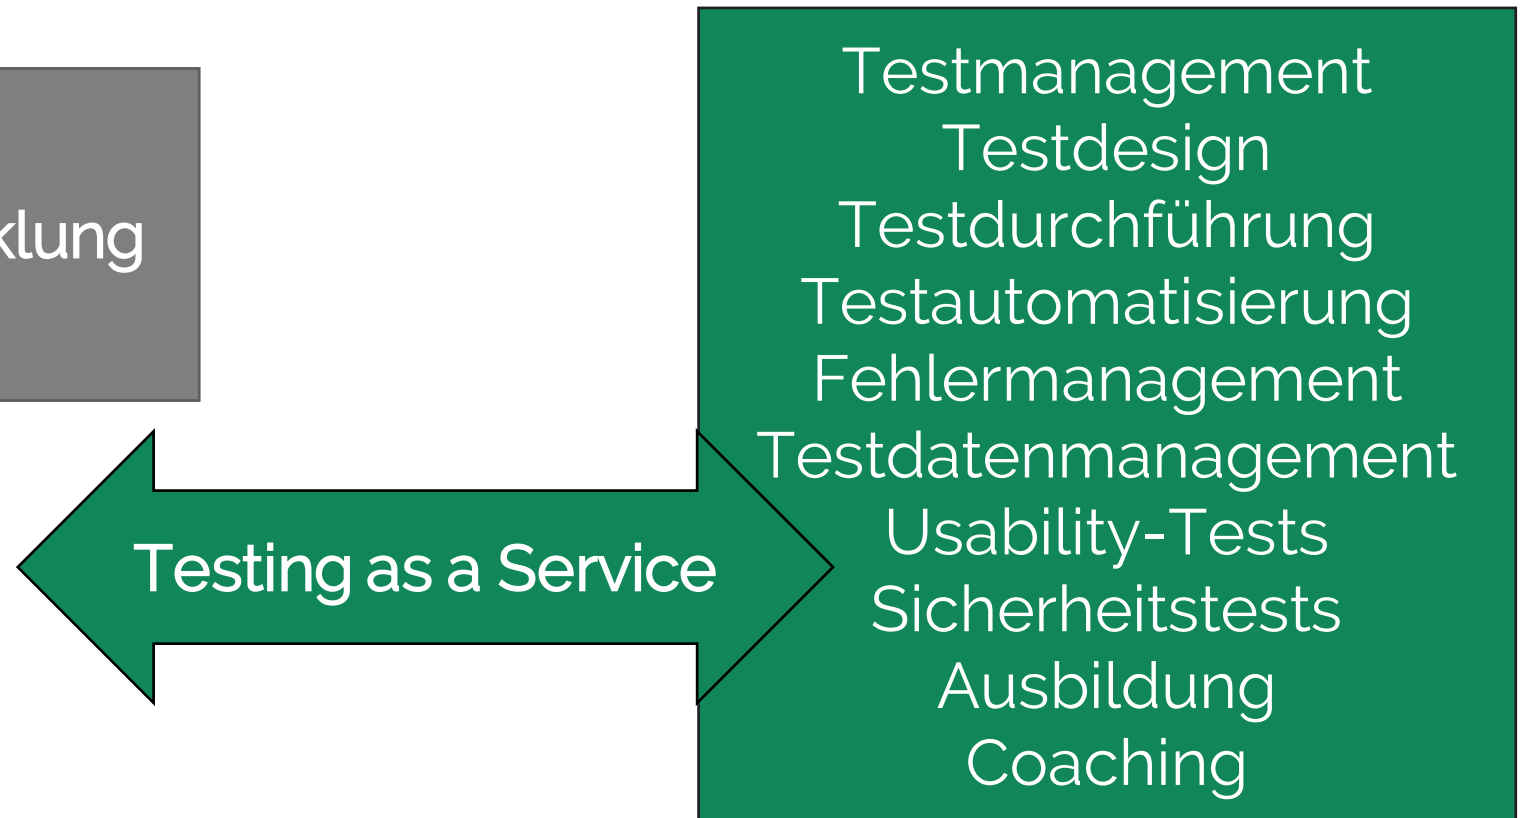 klung
Testmanagement
Testdesign
Testdurchführung
Testautomatisierung
Fehlermanagement
Testdatenmanagement
Usability-Tests
Sicherheitstests
Ausbildung
Coaching
Testing as a Service